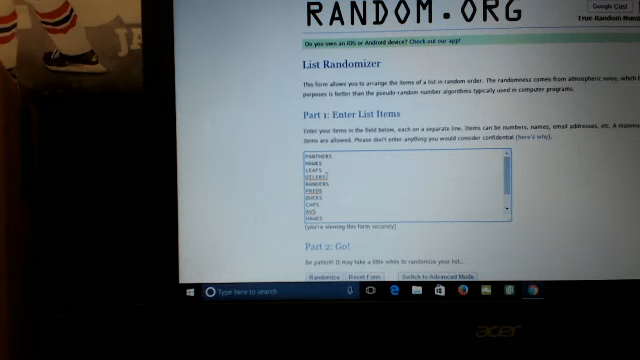 RANDOM.ORG
Google Cust
True Random Num
Do you own an iOS or Android device? Check out our app!
List Randomizer
This form allows you to arrange the items of a list in random order. The randomness comes from atmospheric noise, which
purposes is better than the pseudo-random number algorithms typically used in computer programs.
Part 1: Enter List Items
Enter your items in the field below, each on a separate line. Items can be numbers, names, email addresses, etc. A maximum
items are allowed. Please don't enter anything you would consider confidential (here's why).
PANTHERS
HAWKS
LEAFS
OILERS
RANGERS
PREDS
DUCKS
CAPS
AVS
HAWKS
(you're viewing this form securely)
Part 2: Go!
Be patient! It may take a little while to randomize your list...
Randomize
Reset Form
Switch to Advanced Mode
Type here to search
acer